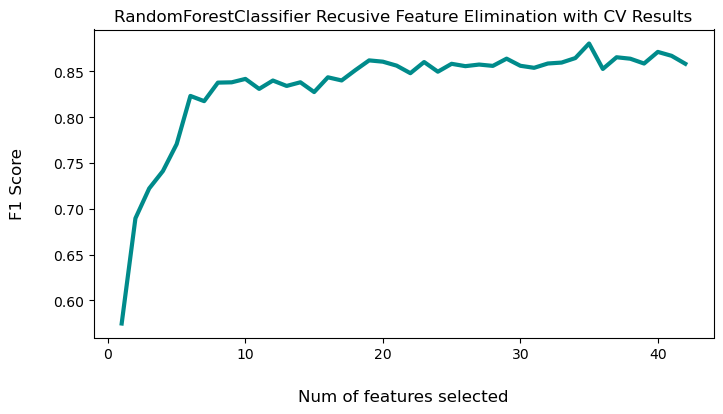 RandomForestClassifier Recusive Feature Elimination with CV Results
F1 Score
0.85
0.80
0.75
0.70
0.65
0.60
0 10 20 30 40
Num of features selected